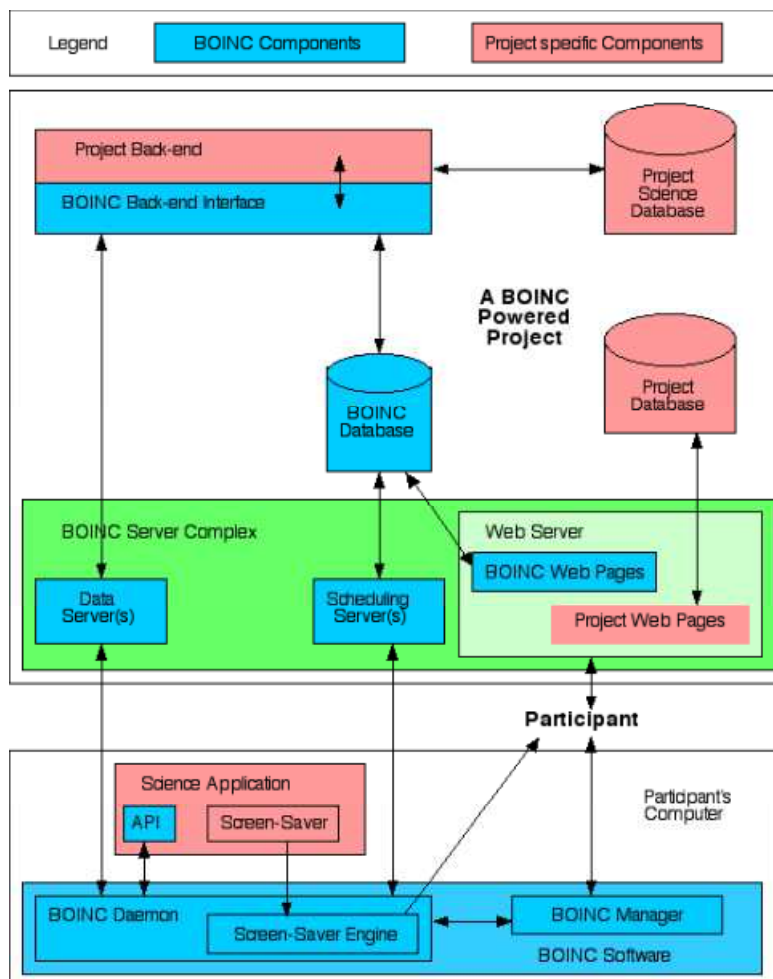 Legend
BOINC Components
Project specific Components
Project Back-end
BOINC Back-end Interface
Project
Science
Database
A BOINC
Powered
Project
BOINC
Database
Project
Database
BOINC Server Complex
Web Server
BOINC Web Pages
Data
Server(s)
Scheduling
Server(s)
Project Web Pages
Participant
Science Application
API
Screen-Saver
Participant's
Computer
BOINC Daemon
Screen-Saver Engine
BOINC Manager
BOINC Software